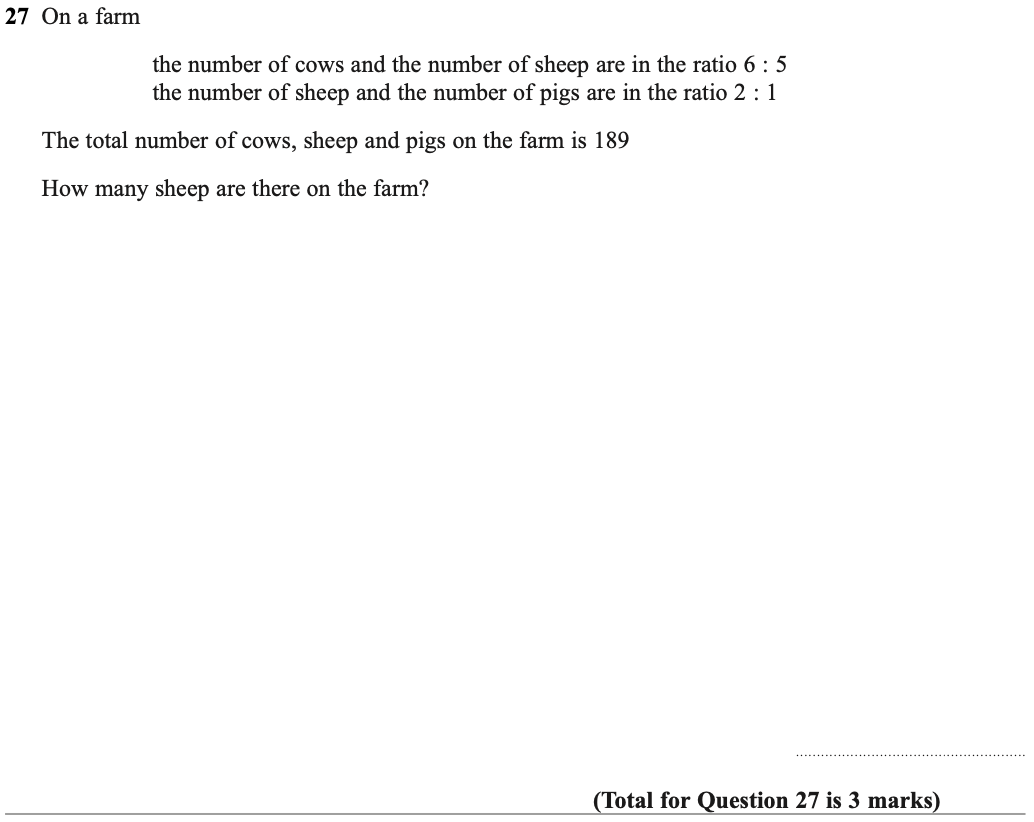 27 On a farm
the number of cows and the number of sheep are in the ratio 6 : 5
the number of sheep and the number of pigs are in the ratio 2 : 1
The total number of cows, sheep and pigs on the farm is 189
How many sheep are there on the farm?
(Total for Question 27 is 3 marks)